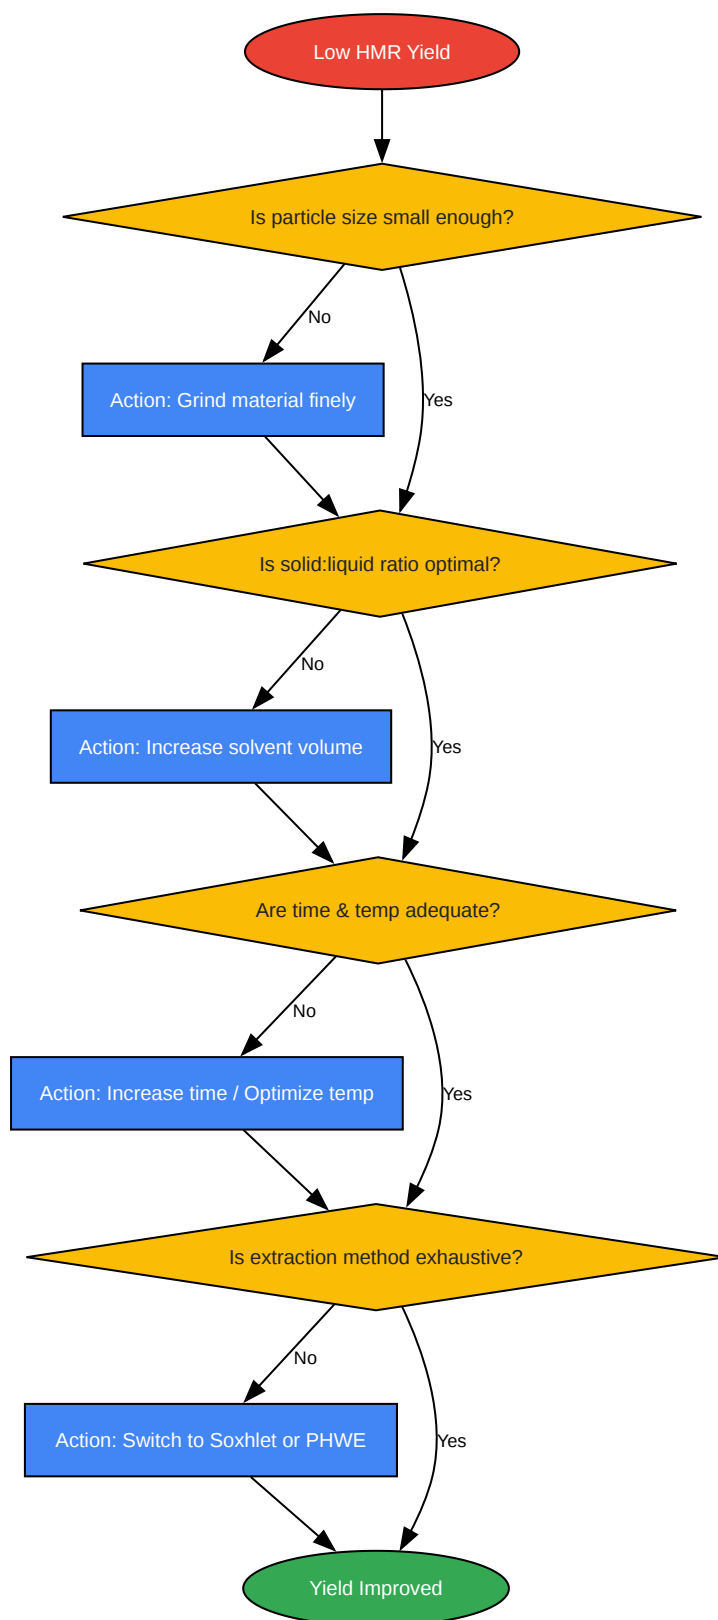 Low HMR Yield
Is particle size small enough?
No
Action: Grind material finely
Yes
Is solid:liquid ratio optimal?
No
Action: Increase solvent volume
Yes
Are time & temp adequate?
No
Action: Increase time / Optimize temp
Yes
Is extraction method exhaustive?
No
Action: Switch to Soxhlet or PHWE
Yes
Yield Improved